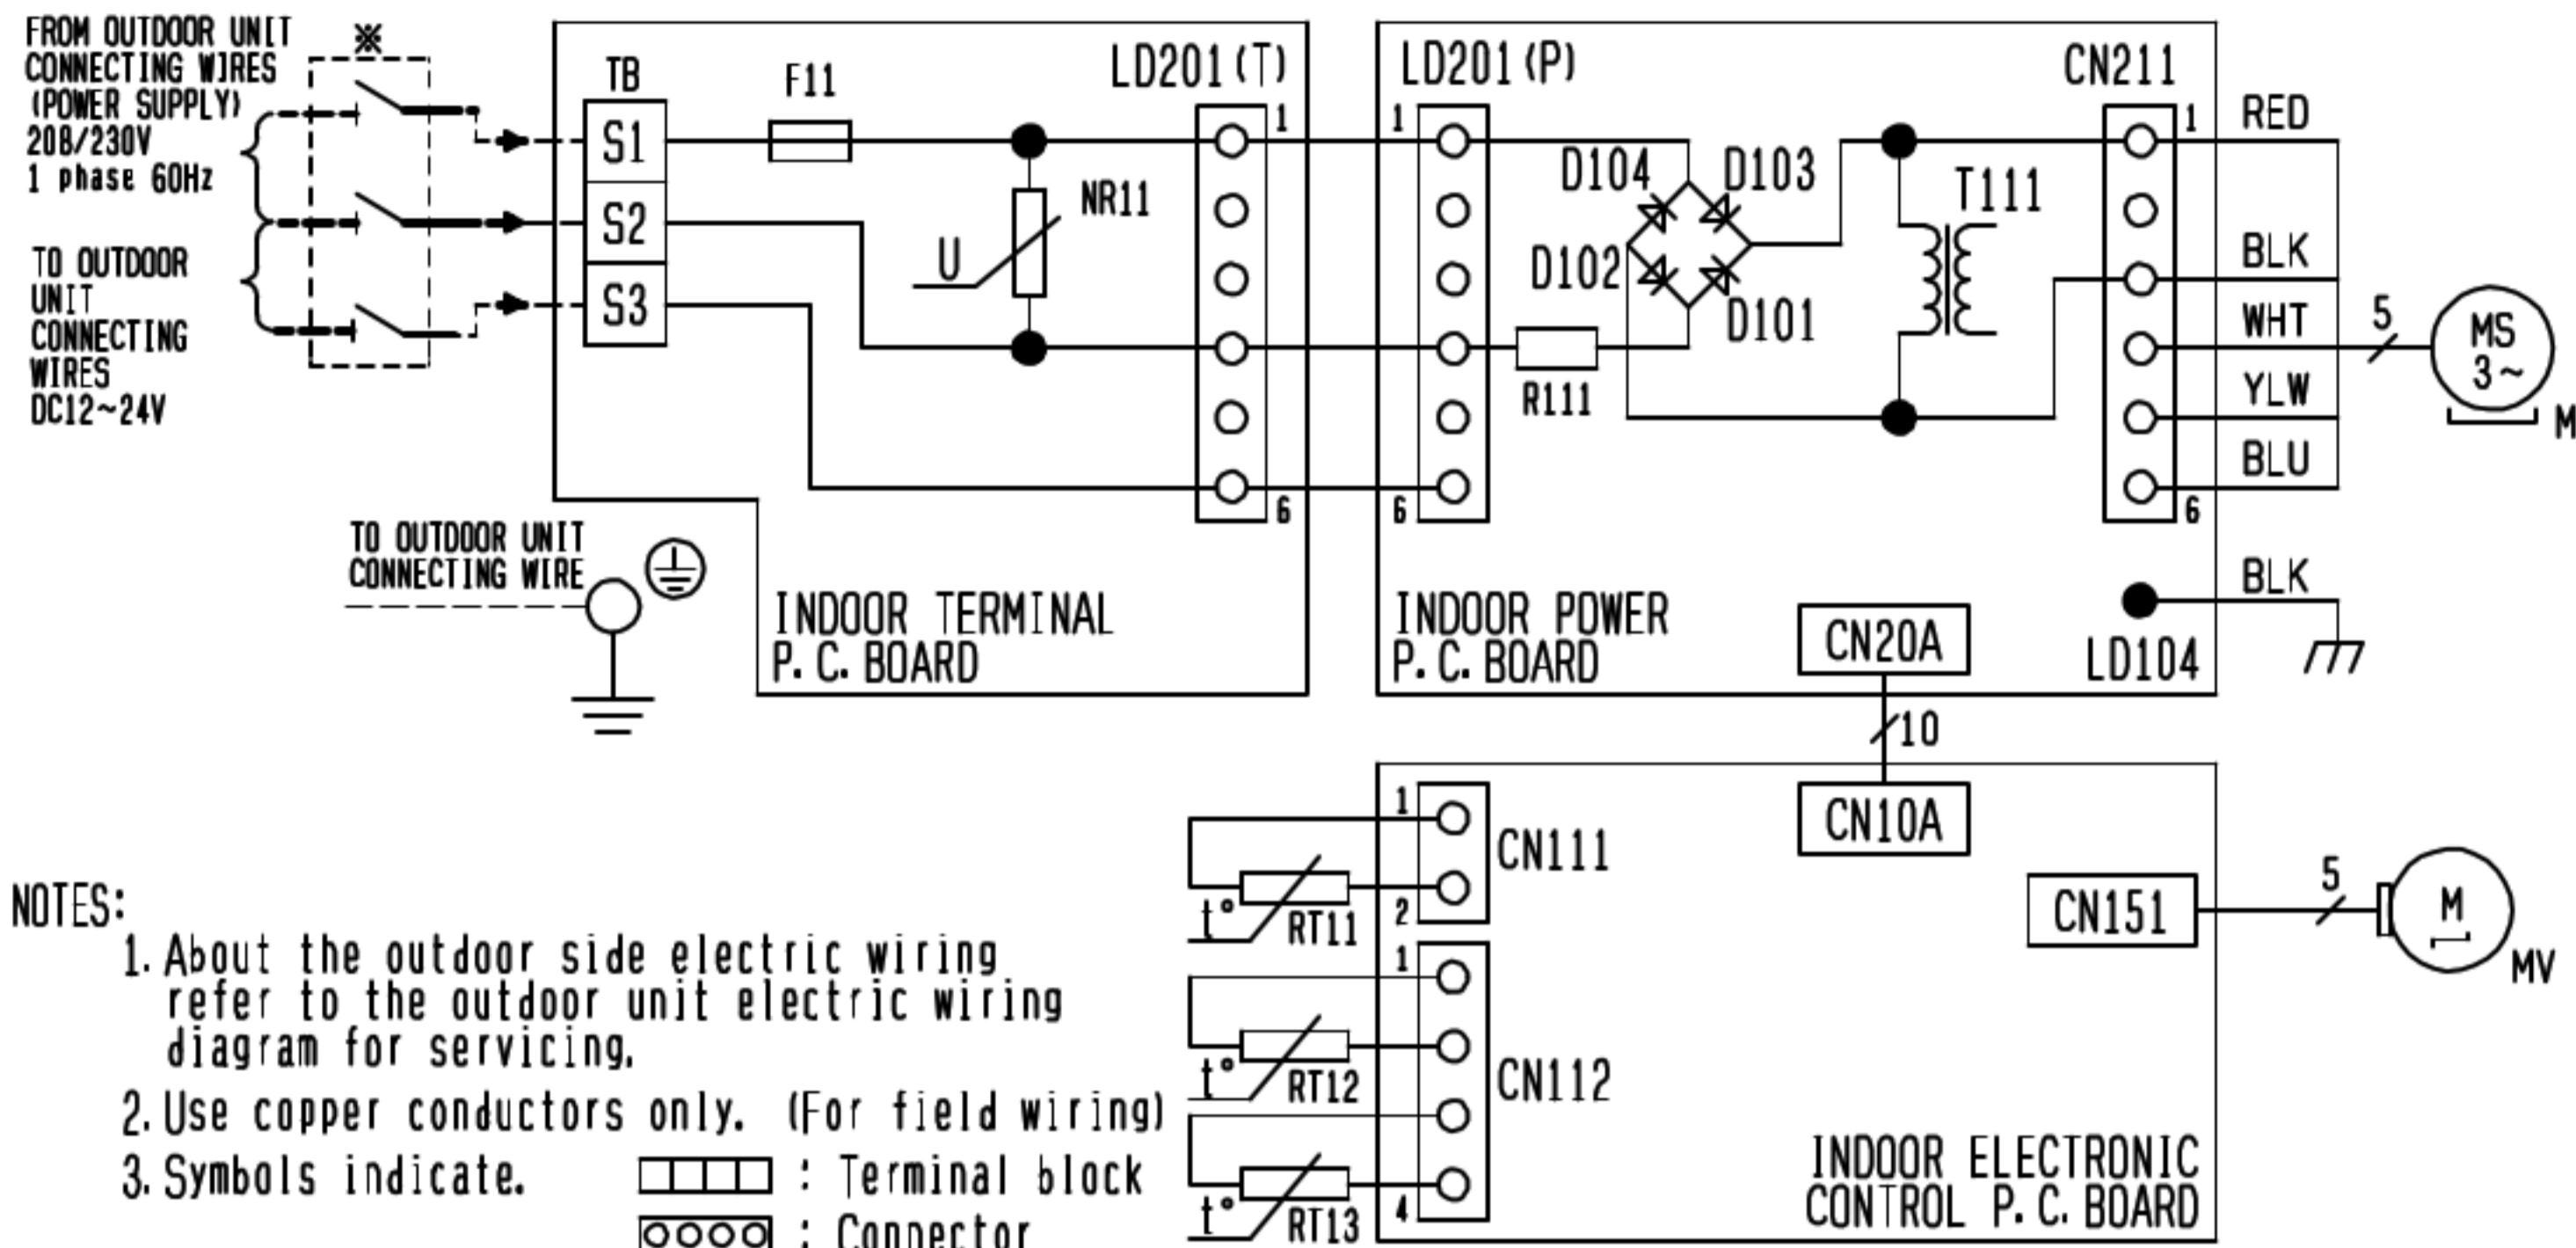 FROM OUTDOOR UNIT
CONNECTING WIRES
(POWER SUPPLY)
208/230V
1 phase 60Hz
TO OUTDOOR
UNIT
CONNECTING
WIRES
DC12~24V
※
TB
S1
S2
S3
F11
NR11
U
LD201(T)
1
6
TO OUTDOOR UNIT
CONNECTING WIRE
INDOOR TERMINAL
P. C. BOARD
LD201(P)
1
6
D104
D103
D102
D101
R111
T111
CN211
1
6
RED
BLK
WHT
YLW
BLU
5
MS
3~
M
INDOOR POWER
P. C. BOARD
CN20A
LD104
BLK
10
CN10A
1
2
CN111
t°
RT11
1
4
CN112
t°
RT12
t°
RT13
CN151
5
M
MV
INDOOR ELECTRONIC
CONTROL P. C. BOARD
NOTES:
1. About the outdoor side electric wiring
refer to the outdoor unit electric wiring
diagram for servicing.
2. Use copper conductors only. (For field wiring)
3. Symbols indicate.
: Terminal block
: Connector